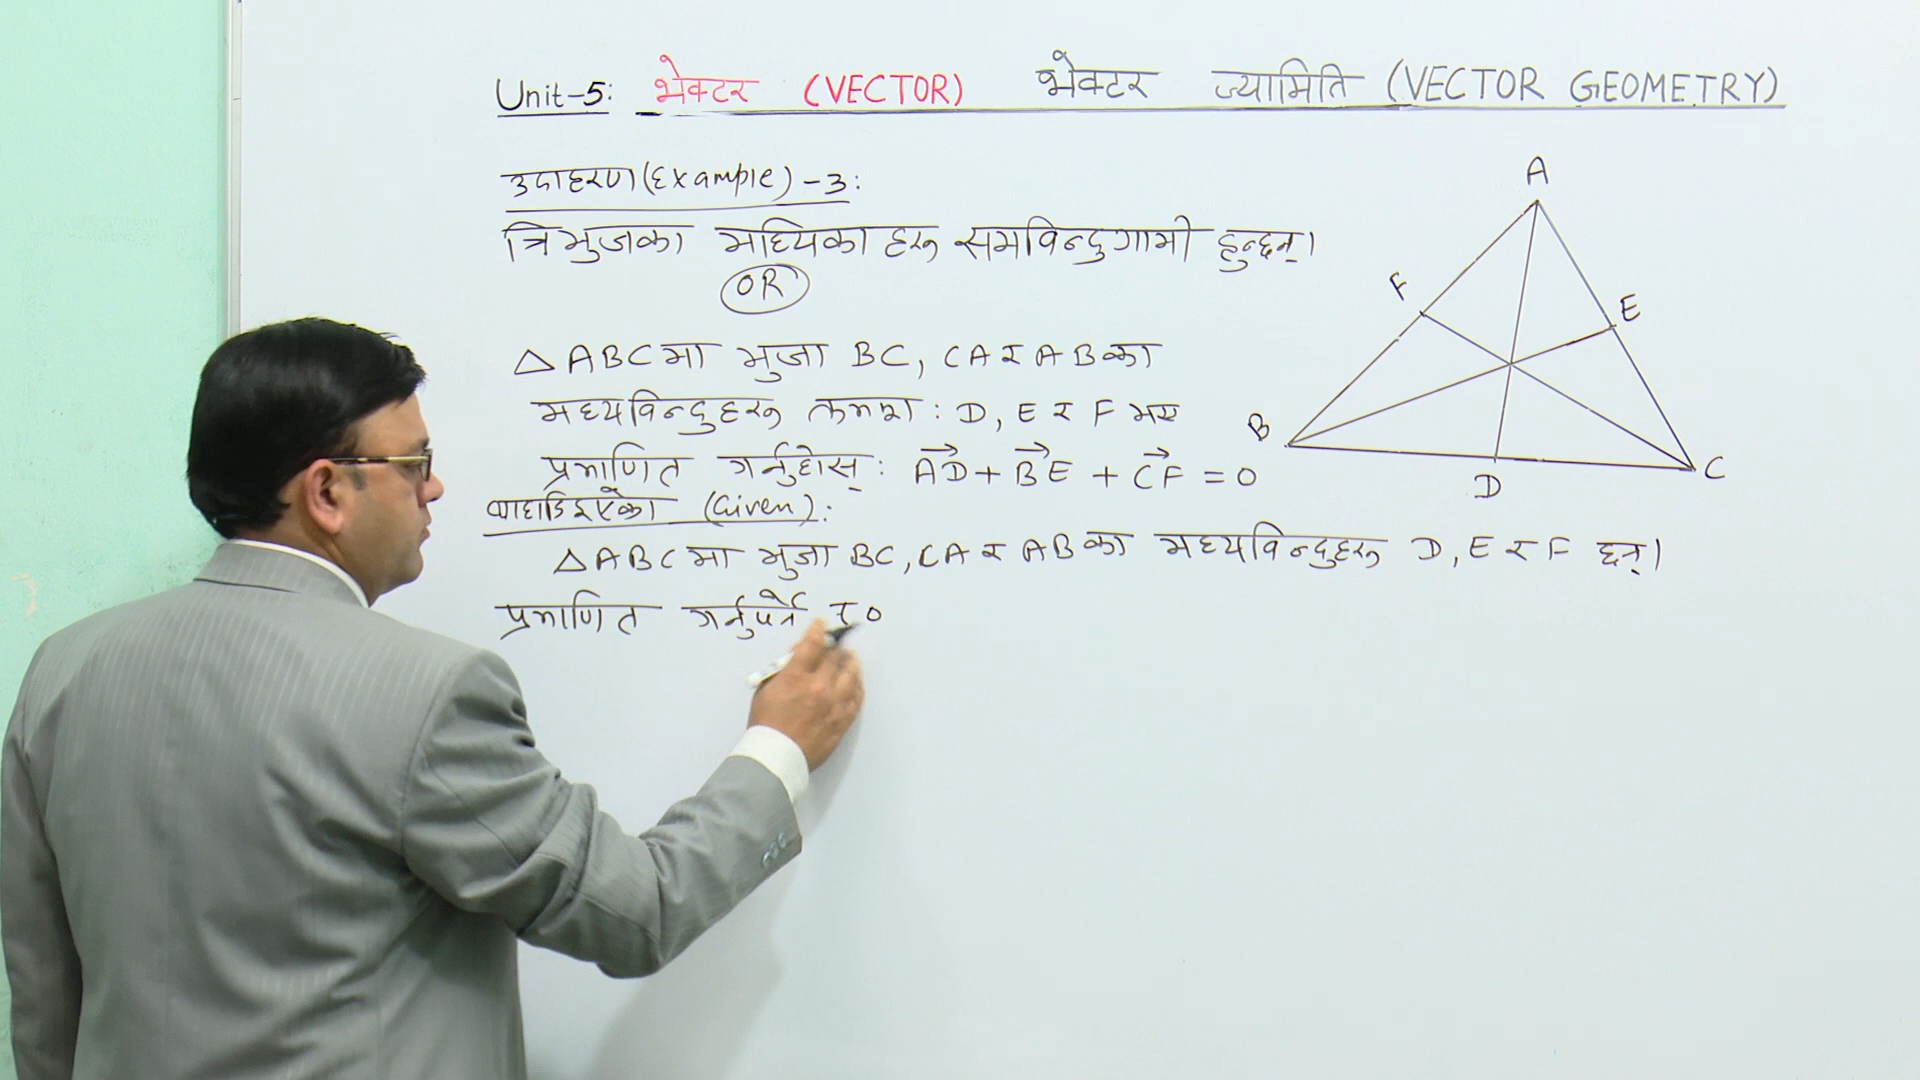 Unit-5: भेक्टर (VECTOR) भेक्टर ज्यामिति (VECTOR GEOMETRY)
उदाहरण (Example) - 3:
त्रिभुजका मध्यिकाहरू समविन्दुगामी हुन्छन्।
OR
△ABC मा भुजा BC, CA र AB का
मध्यविन्दुहरू क्रमश: D, E र F भए
प्रमाणित गर्नुहोस्: AD→ + BE→ + CF→ = 0
(Given):
△ABC मा भुजा BC, CA र AB का मध्यविन्दुहरू D, E र F छन्।
प्रमाणित गर्नुपर्ने
A
F
E
B
D
C